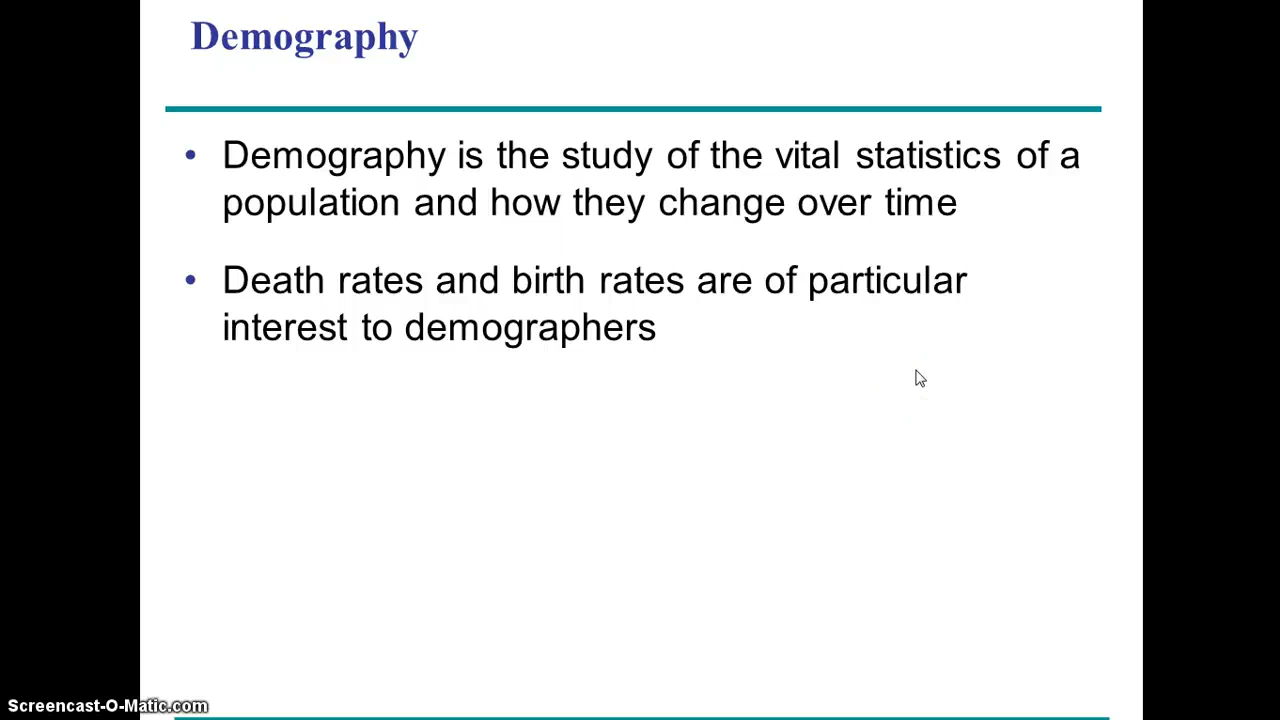 Demography
• Demography is the study of the vital statistics of a
population and how they change over time
• Death rates and birth rates are of particular
interest to demographers
Screencast-O-Matic.com